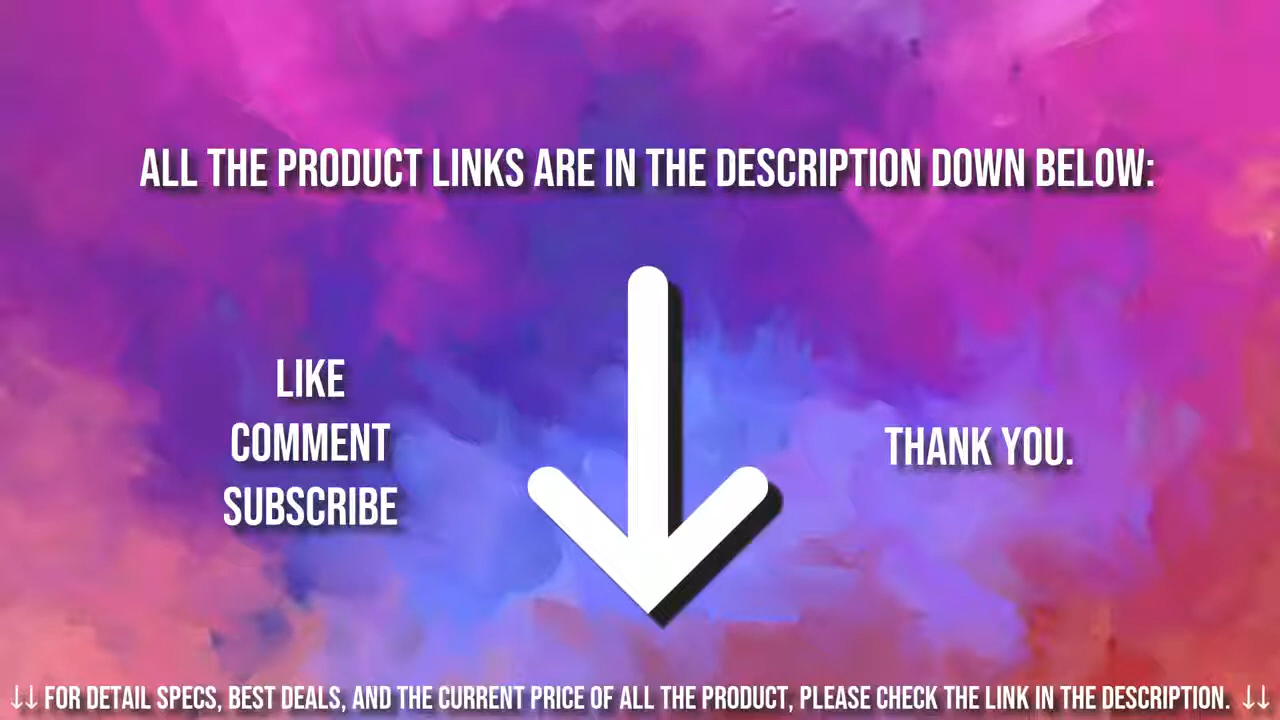 ALL THE PRODUCT LINKS ARE IN THE DESCRIPTION DOWN BELOW:
LIKE
COMMENT
SUBSCRIBE
THANK YOU.
↓↓ FOR DETAIL SPECS, BEST DEALS, AND THE CURRENT PRICE OF ALL THE PRODUCT, PLEASE CHECK THE LINK IN THE DESCRIPTION. ↓↓